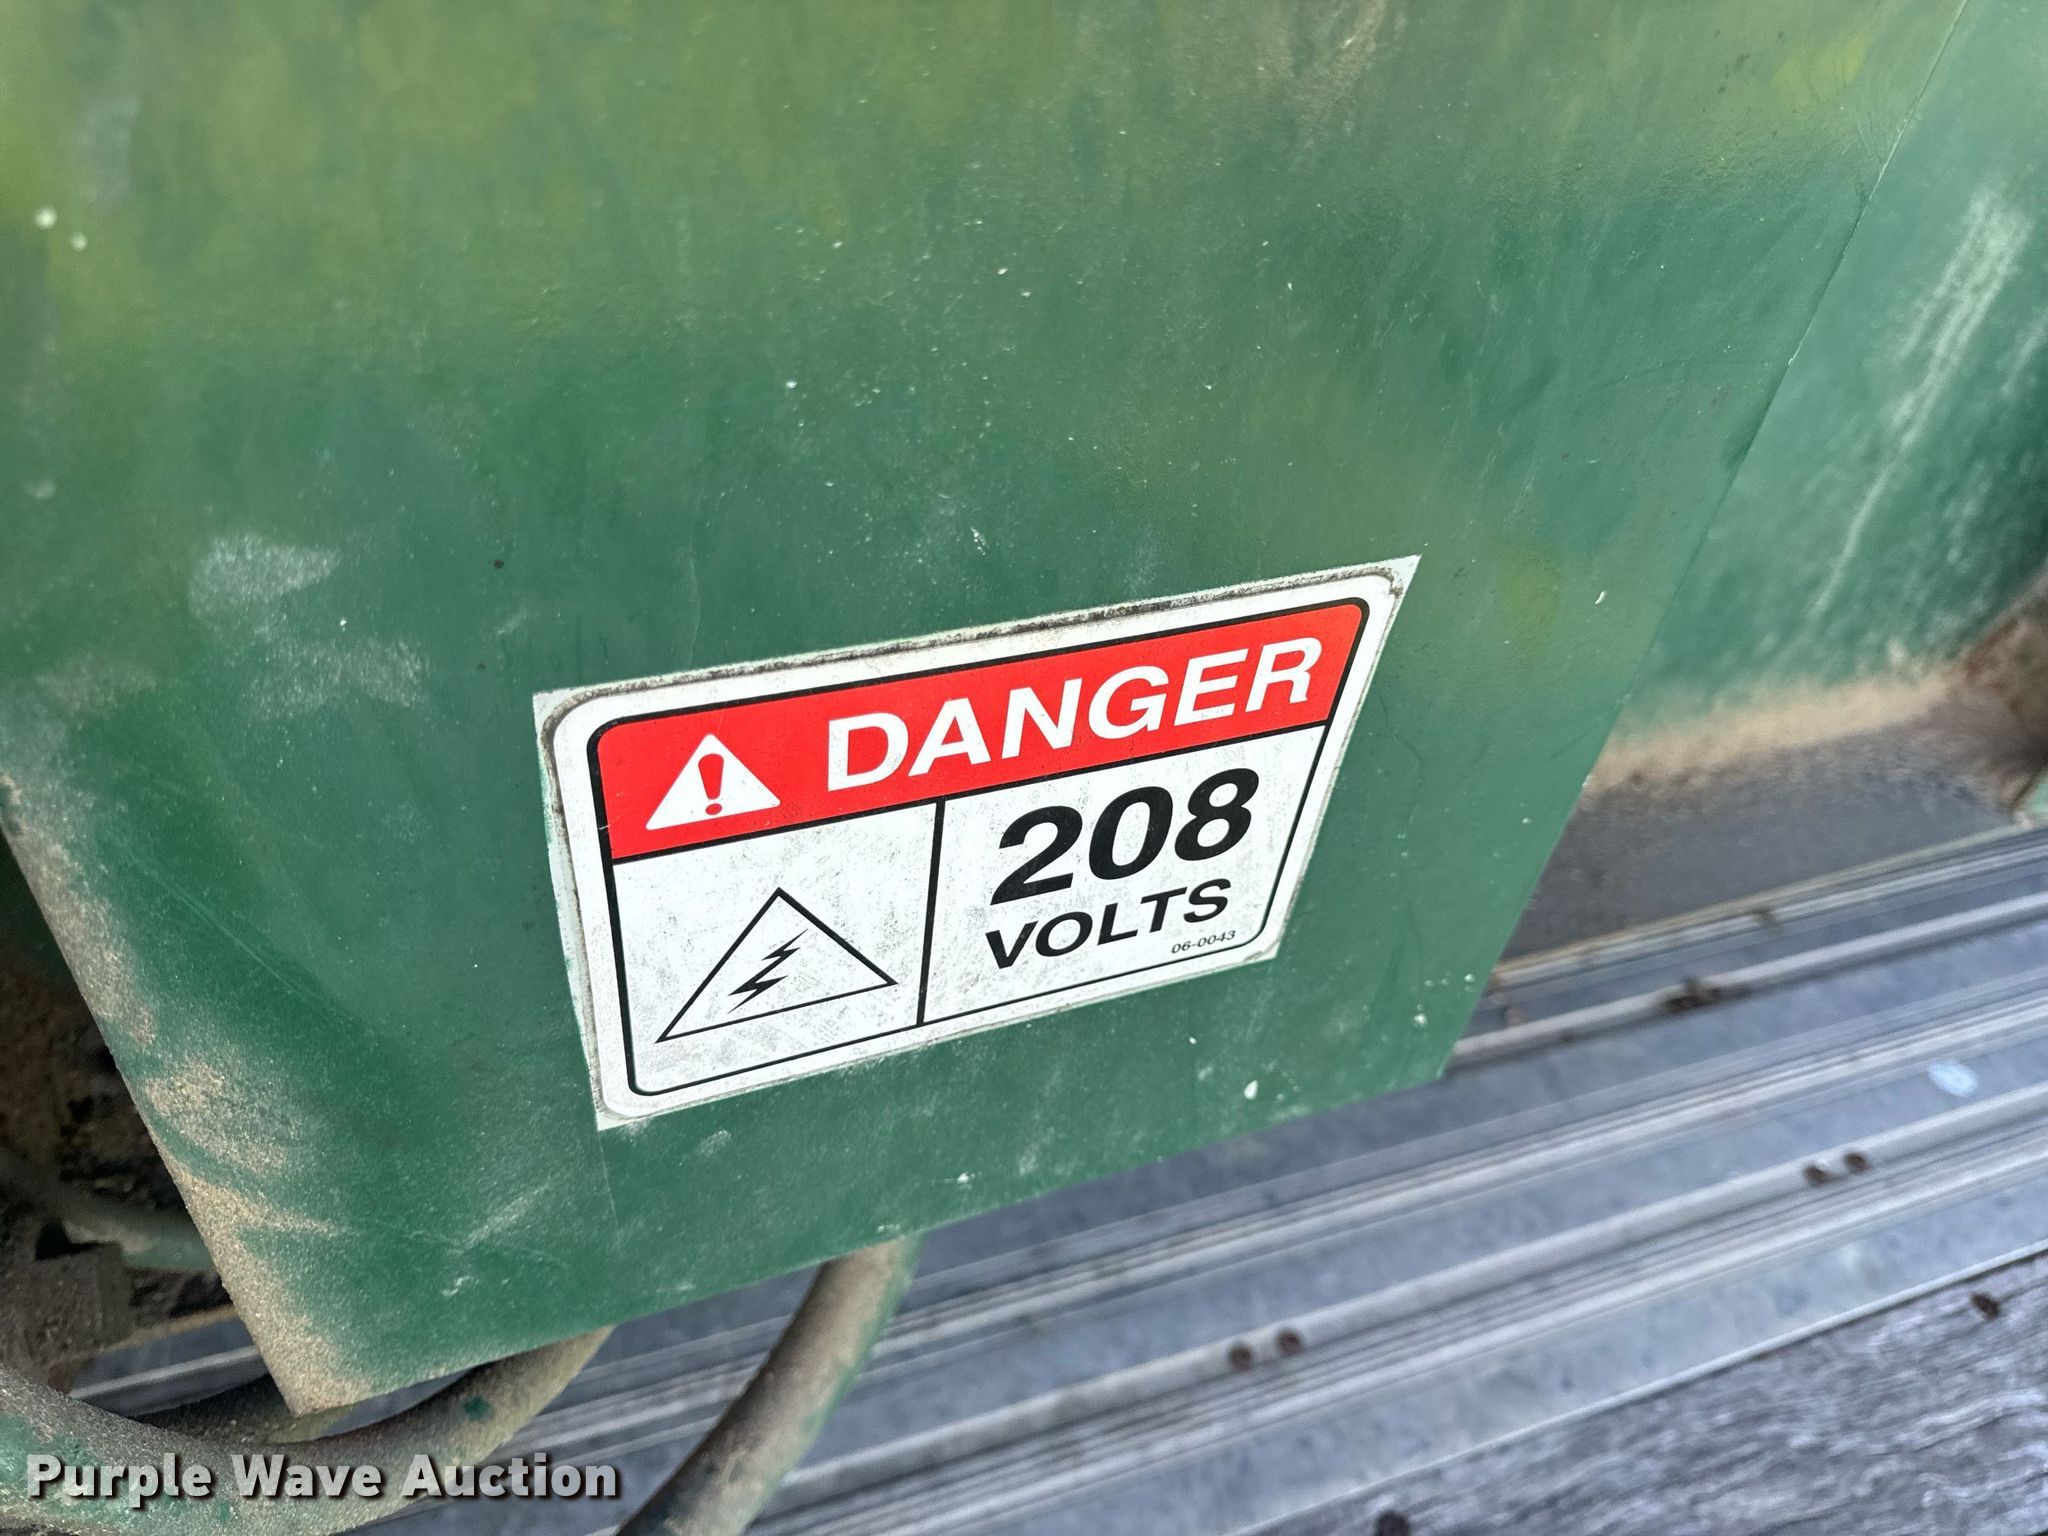 DANGER
208
VOLTS
06-0043
Purple Wave Auction